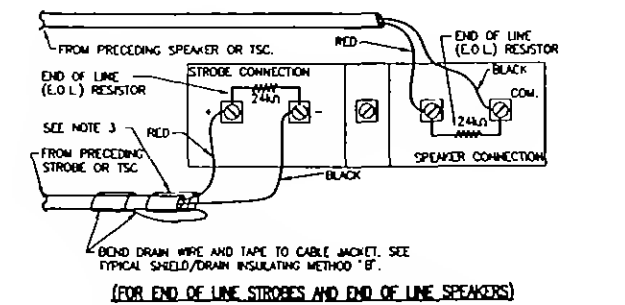 FROM PRECEDING SPEAKER OR TSC.
RED
END OF LINE
(E.O.L.) RESISTOR
BLACK
COM.
STROBE CONNECTION
END OF LINE
(E.O.L.) RESISTOR
24kΩ
+
-
24kΩ
SEE NOTE 3
RED
SPEAKER CONNECTION
FROM PRECEDING
STROBE OR TSC
BLACK
BEND DRAIN WIRE AND TAPE TO CABLE JACKET. SEE
TYPICAL SHIELD/DRAIN INSULATING METHOD "B".
(FOR END OF LINE STROBES AND END OF LINE SPEAKERS)